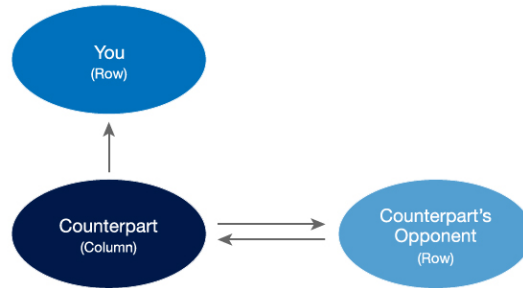 You
(Row)
Counterpart
(Column)
Counterpart's
Opponent
(Row)